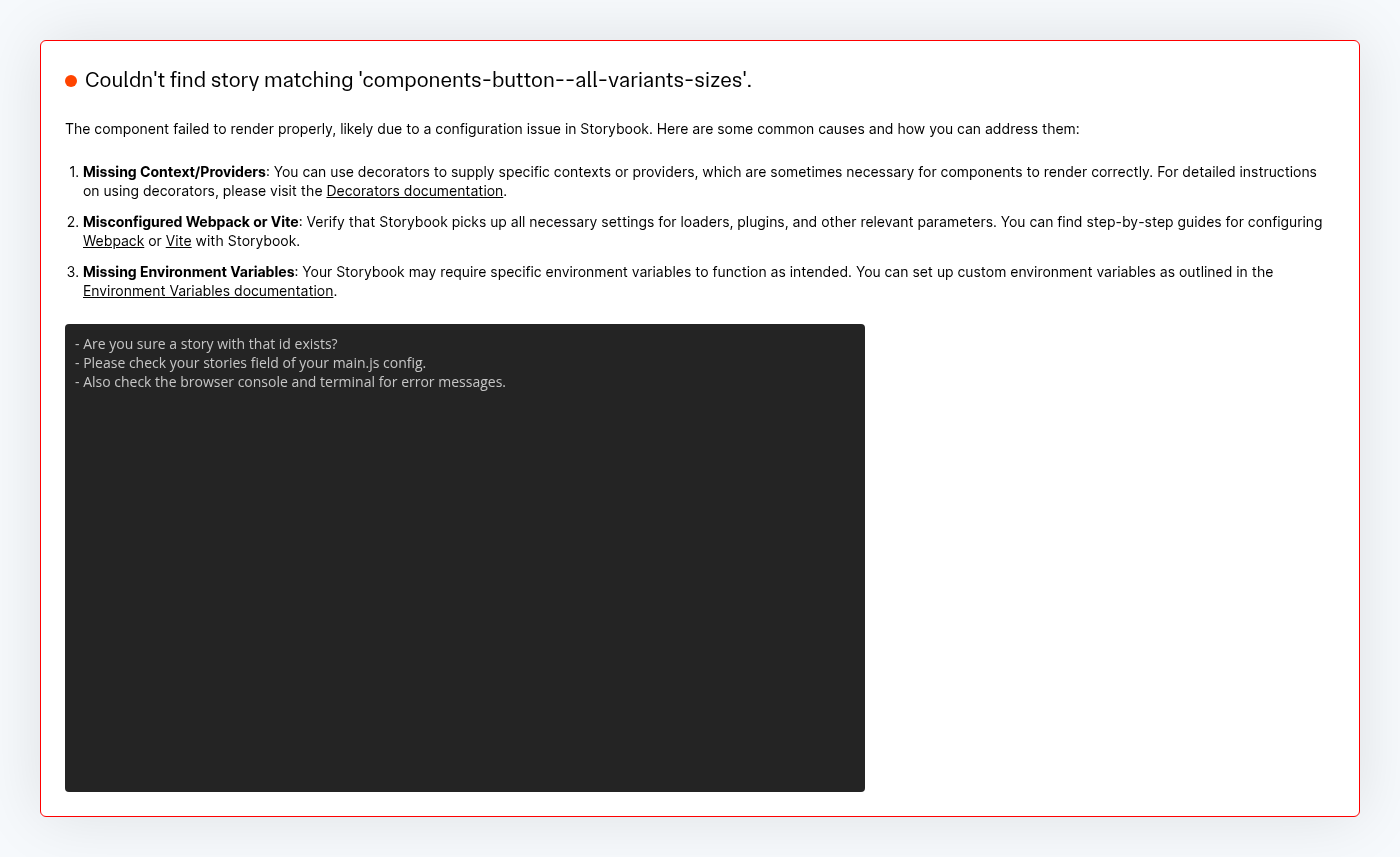 Couldn't find story matching 'components-button--all-variants-sizes'.
The component failed to render properly, likely due to a configuration issue in Storybook. Here are some common causes and how you can address them:
1. Missing Context/Providers: You can use decorators to supply specific contexts or providers, which are sometimes necessary for components to render correctly. For detailed instructions
on using decorators, please visit the Decorators documentation.
2. Misconfigured Webpack or Vite: Verify that Storybook picks up all necessary settings for loaders, plugins, and other relevant parameters. You can find step-by-step guides for configuring
Webpack or Vite with Storybook.
3. Missing Environment Variables: Your Storybook may require specific environment variables to function as intended. You can set up custom environment variables as outlined in the
Environment Variables documentation.
- Are you sure a story with that id exists?
- Please check your stories field of your main.js config.
- Also check the browser console and terminal for error messages.